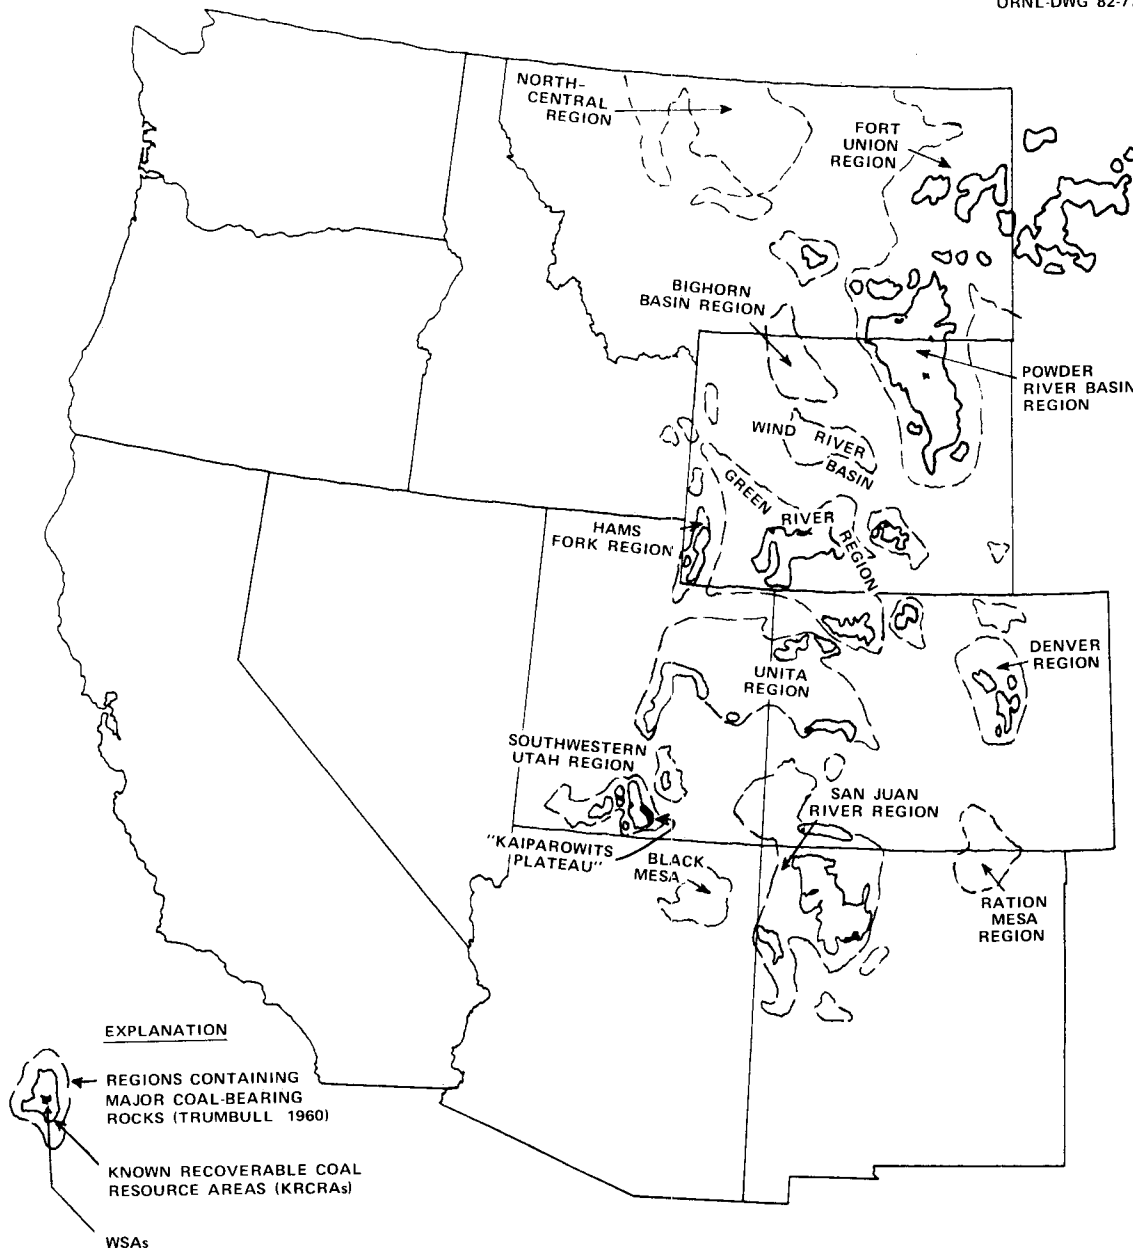 ORNL-DWG 82-7
NORTH-
CENTRAL
REGION
FORT
UNION
REGION
BIGHORN
BASIN REGION
POWDER
RIVER BASIN
REGION
WIND RIVER
BASIN
GREEN
RIVER
REGION
HAMS
FORK REGION
UNITA
REGION
DENVER
REGION
SOUTHWESTERN
UTAH REGION
SAN JUAN
RIVER REGION
"KAIPAROWITS
PLATEAU"
BLACK
MESA
RATION
MESA
REGION
EXPLANATION
REGIONS CONTAINING
MAJOR COAL-BEARING
ROCKS (TRUMBULL 1960)
KNOWN RECOVERABLE COAL
RESOURCE AREAS (KRCRAs)
WSAs